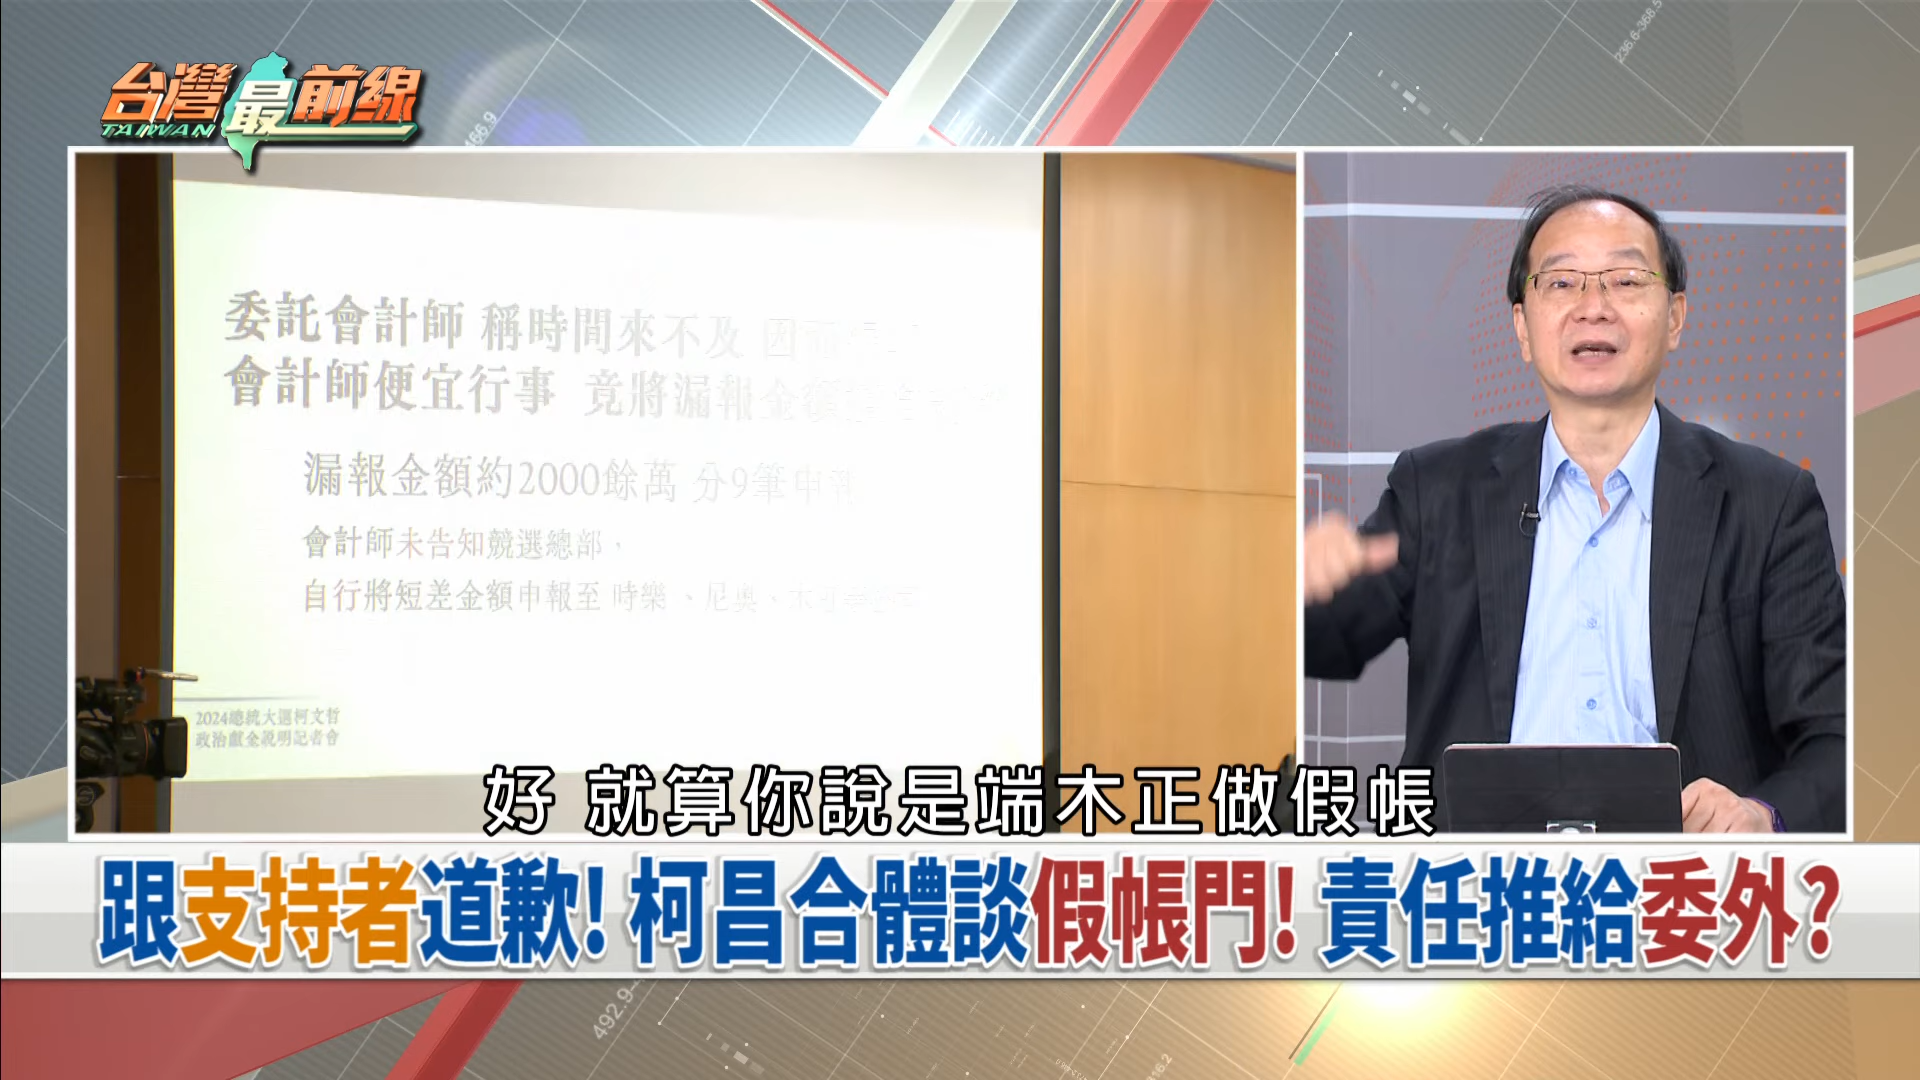 台灣最前線
TAIWAN
委託會計師 稱時間來不及
會計師便宜行事 竟將漏報金額
漏報金額約2000餘萬 分9筆申報
會計師未告知競選總部，
自行將短差金額申報至 時樂、尼奧、木可
2024總統大選柯文哲
政治獻金說明記者會
好 就算你說是端木正做假帳
跟支持者道歉! 柯昌合體談假帳門! 責任推給委外?